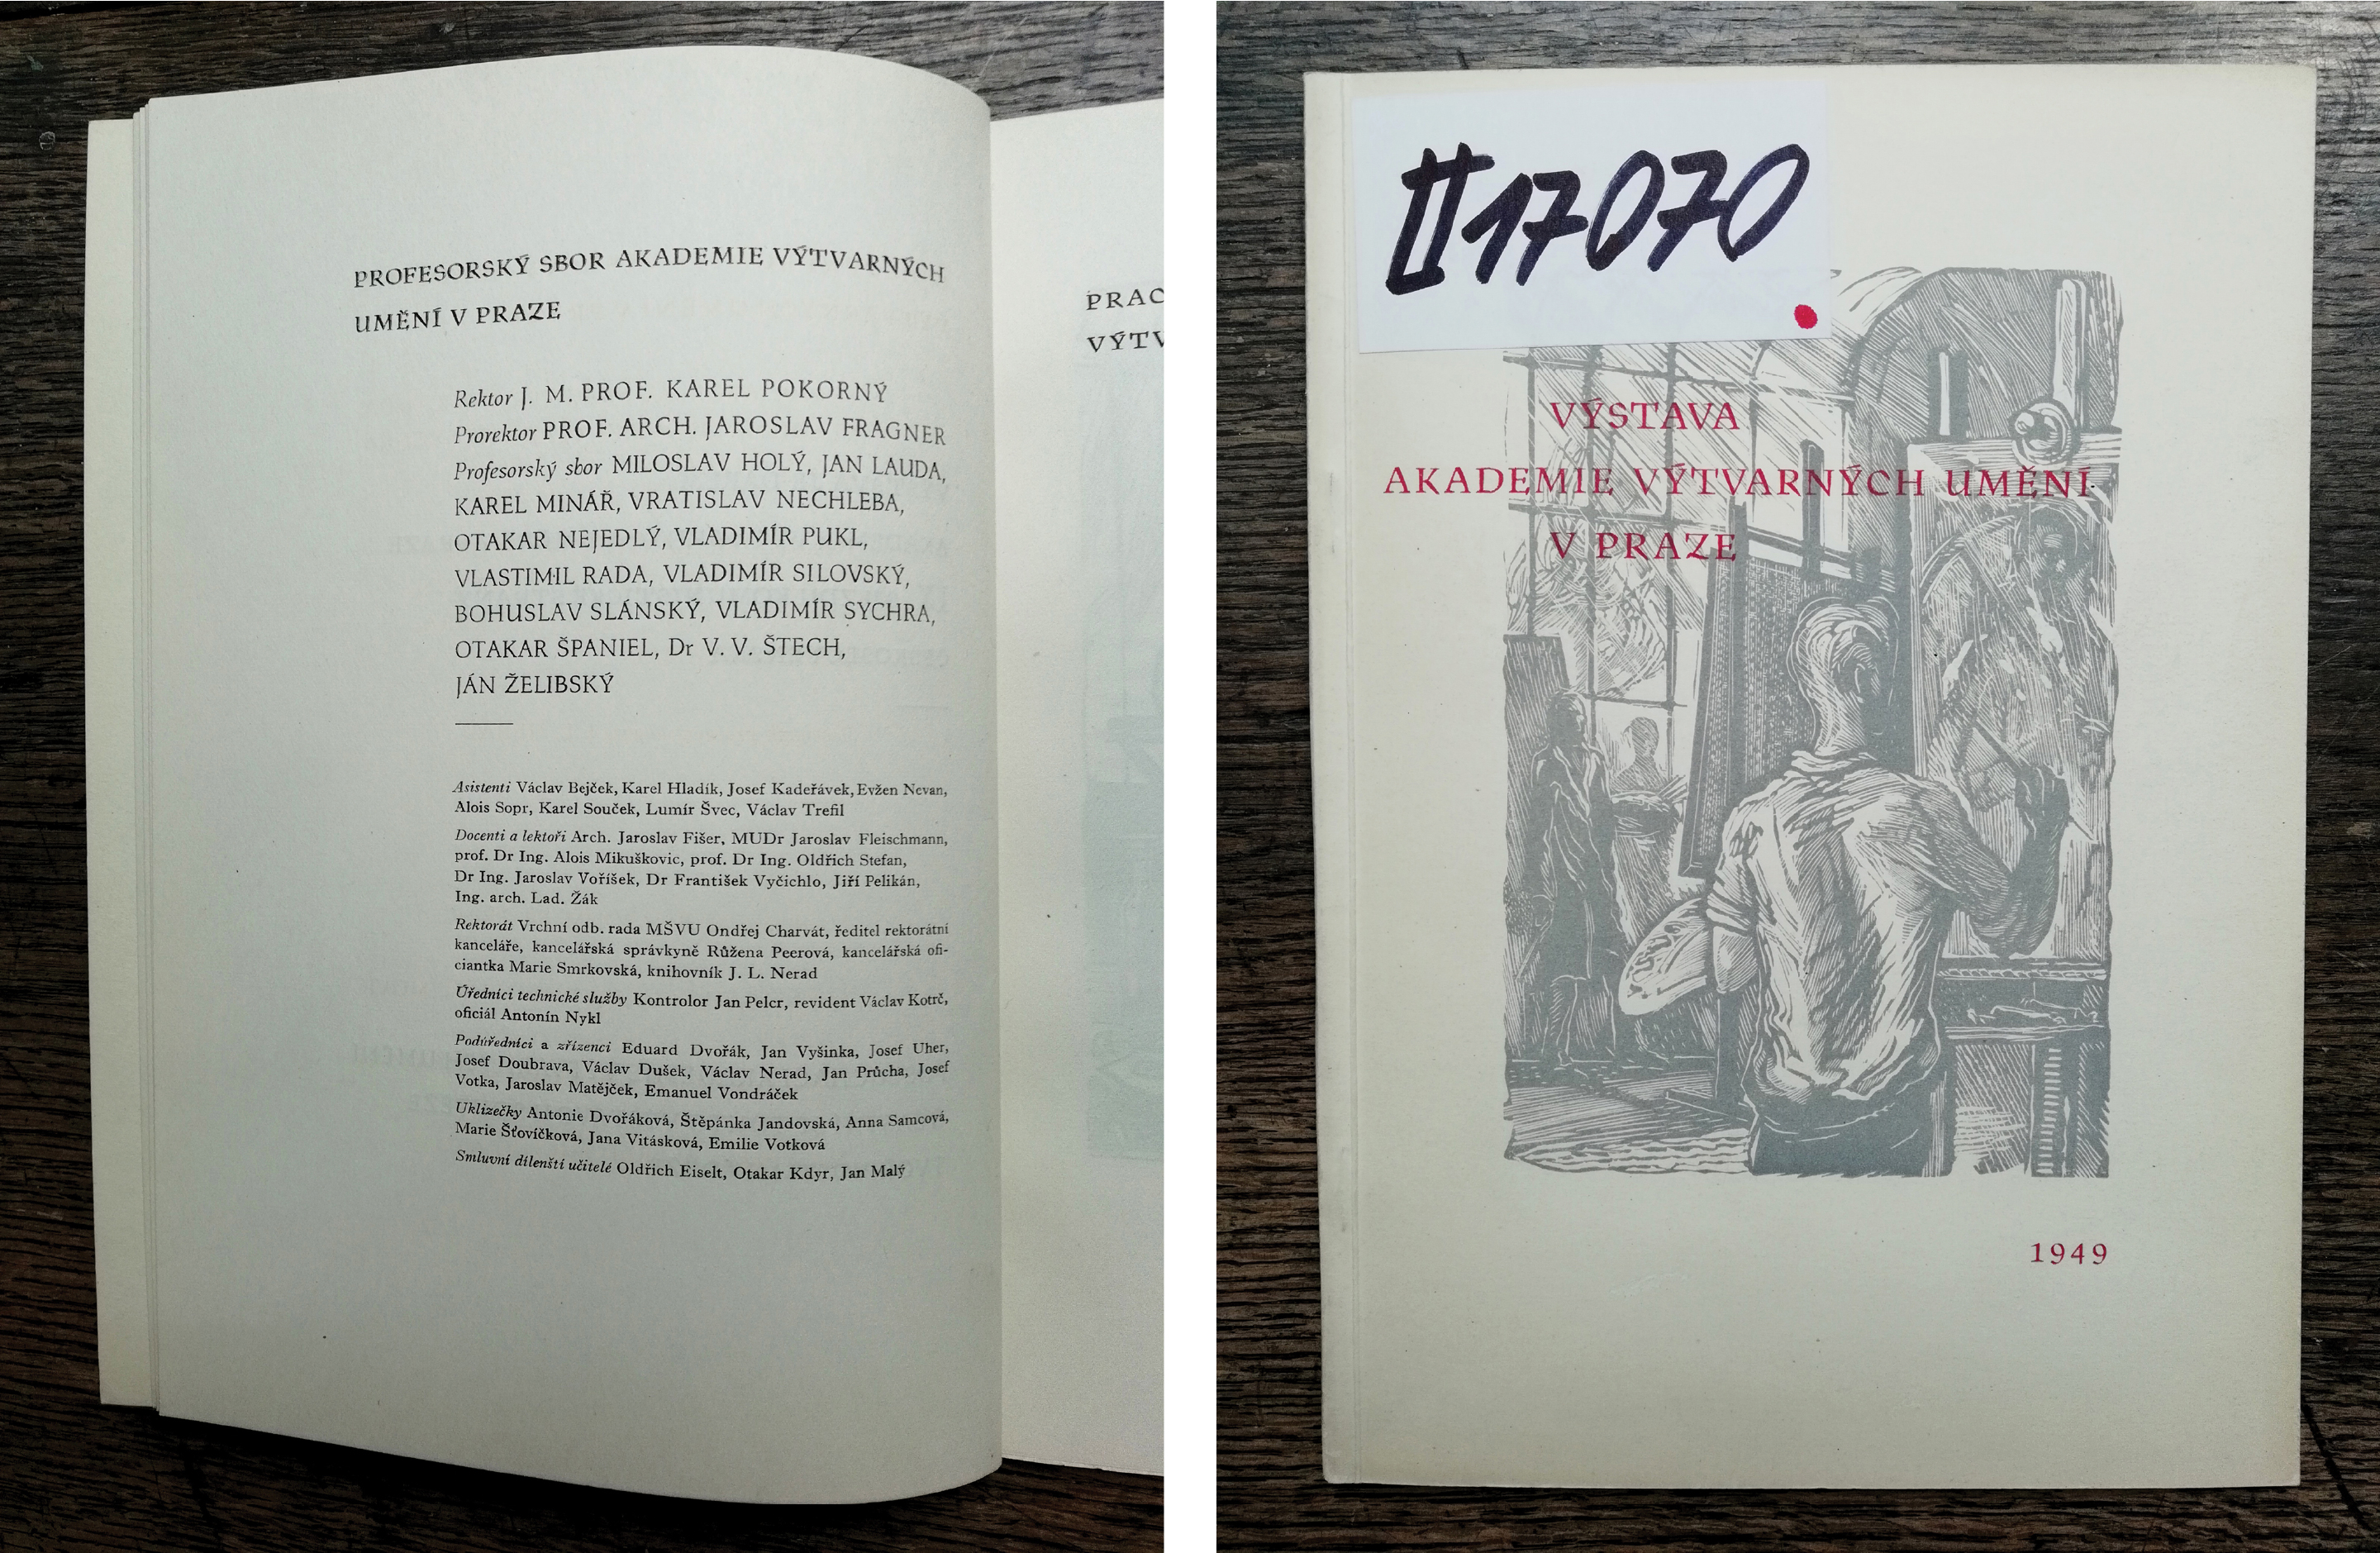 PROFESORSKÝ SBOR AKADEMIE VÝTVARNÝCH
UMĚNÍ V PRAZE
Rektor J. M. PROF. KAREL POKORNÝ
Prorektor PROF. ARCH. JAROSLAV FRAGNER
Profesorský sbor MILOSLAV HOLÝ, JAN LAUDA,
KAREL MINÁŘ, VRATISLAV NECHLEBA,
OTAKAR NEJEDLÝ, VLADIMÍR PUKL,
VLASTIMIL RADA, VLADIMÍR SILOVSKÝ,
BOHUSLAV SLÁNSKÝ, VLADIMÍR SYCHRA,
OTAKAR ŠPANIEL, Dr V. V. ŠTECH,
JÁN ŽELIBSKÝ
Asistenti Václav Bejček, Karel Hladík, Josef Kadeřávek, Evžen Nevan,
Alois Sopr, Karel Souček, Lumír Švec, Václav Trefil
Docenti a lektoři Arch. Jaroslav Fišer, MUDr Jaroslav Fleischmann,
prof. Dr Ing. Alois Mikuškovic, prof. Dr Ing. Oldřich Stefan,
Dr Ing. Jaroslav Voříšek, Dr František Vyčichlo, Jiří Pelikán,
Ing. arch. Lad. Žák
Rektorát Vrchní odb. rada MŠVU Ondřej Charvát, ředitel rektorátní
kanceláře, kancelářská správkyně Růžena Peerová, kancelářská ofi-
ciantka Marie Smrkovská, knihovník J. L. Nerad
Úředníci technické služby Kontrolor Jan Pelcr, revident Václav Kotrč,
oficiál Antonín Nykl
Podúředníci a zřízenci Eduard Dvořák, Jan Vyšinka, Josef Uher,
Josef Doubrava, Václav Dušek, Václav Nerad, Jan Průcha, Josef
Votka, Jaroslav Matějček, Emanuel Vondráček
Uklizečky Antonie Dvořáková, Štěpánka Jandovská, Anna Samcová,
Marie Šťovíčková, Jana Vitásková, Emilie Votková
Smluvní dílenští učitelé Oldřich Eiselt, Otakar Kdyr, Jan Malý
PRAC
VÝTV
II 17070
VÝSTAVA
AKADEMIE VÝTVARNÝCH UMĚNÍ
V PRAZE
1949